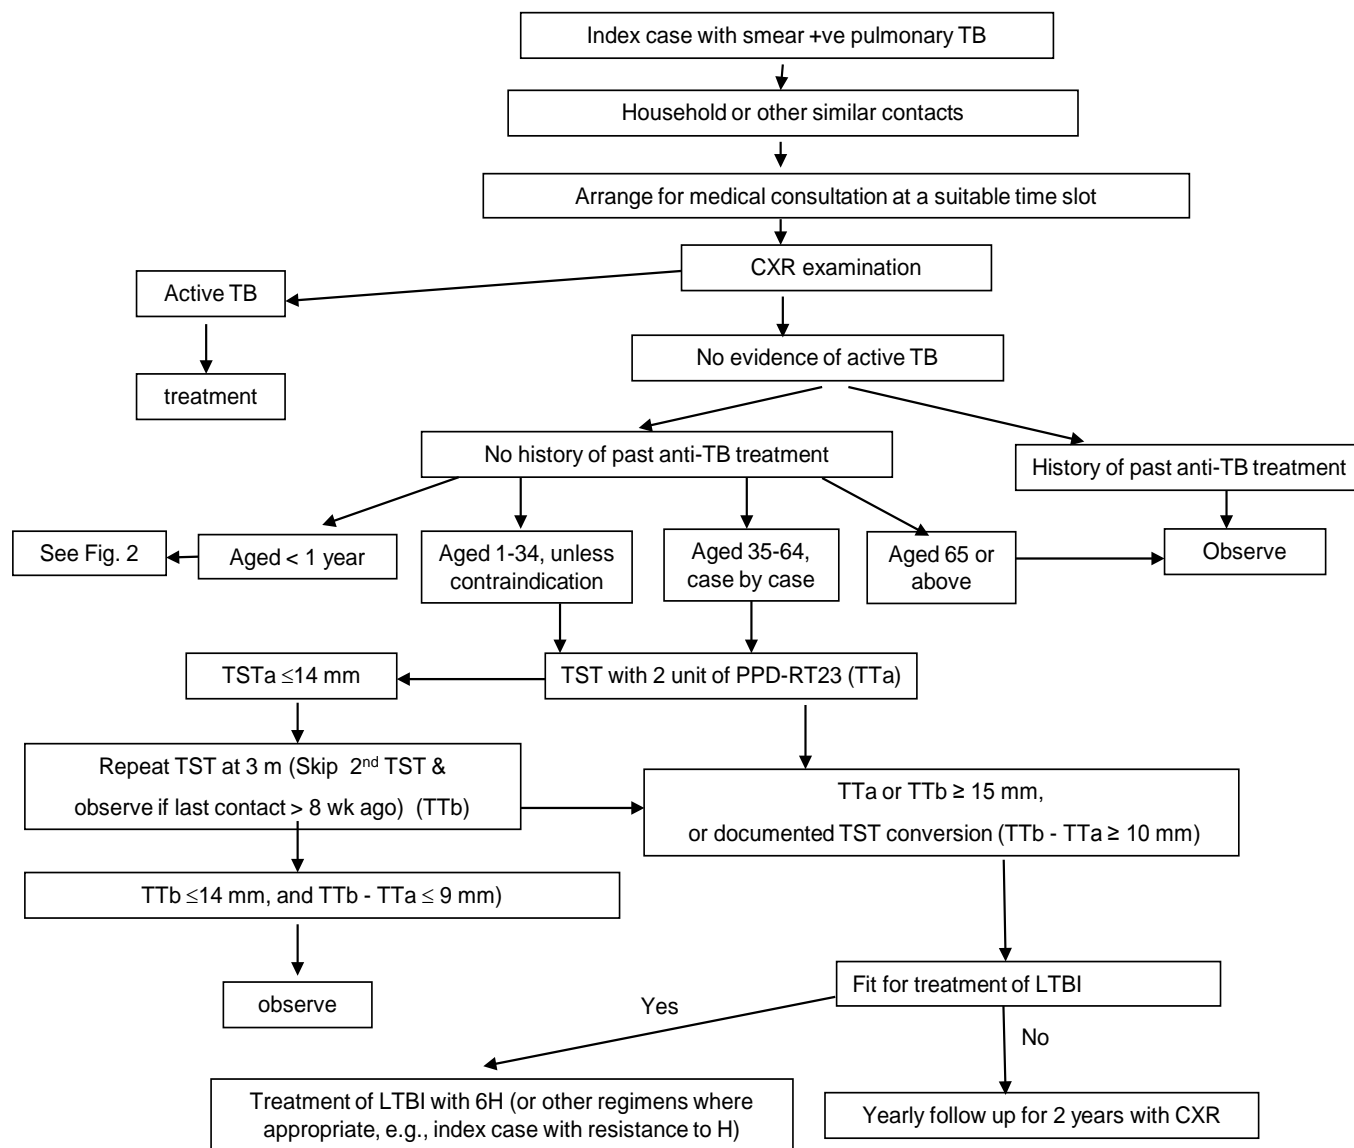 Index case with smear +ve pulmonary TB
Household or other similar contacts
Arrange for medical consultation at a suitable time slot
CXR examination
Active TB
No evidence of active TB
treatment
No history of past anti-TB treatment
History of past anti-TB treatment
See Fig. 2
Aged < 1 year
Aged 1-34, unless
contraindication
Aged 35-64,
case by case
Aged 65 or
above
Observe
TSTa ≤14 mm
TST with 2 unit of PPD-RT23 (TTa)
Repeat TST at 3 m (Skip 2nd TST &
observe if last contact > 8 wk ago) (TTb)
TTa or TTb ≥ 15 mm,
or documented TST conversion (TTb - TTa ≥ 10 mm)
TTb ≤14 mm, and TTb - TTa ≤ 9 mm)
observe
Fit for treatment of LTBI
Yes
No
Treatment of LTBI with 6H (or other regimens where
appropriate, e.g., index case with resistance to H)
Yearly follow up for 2 years with CXR